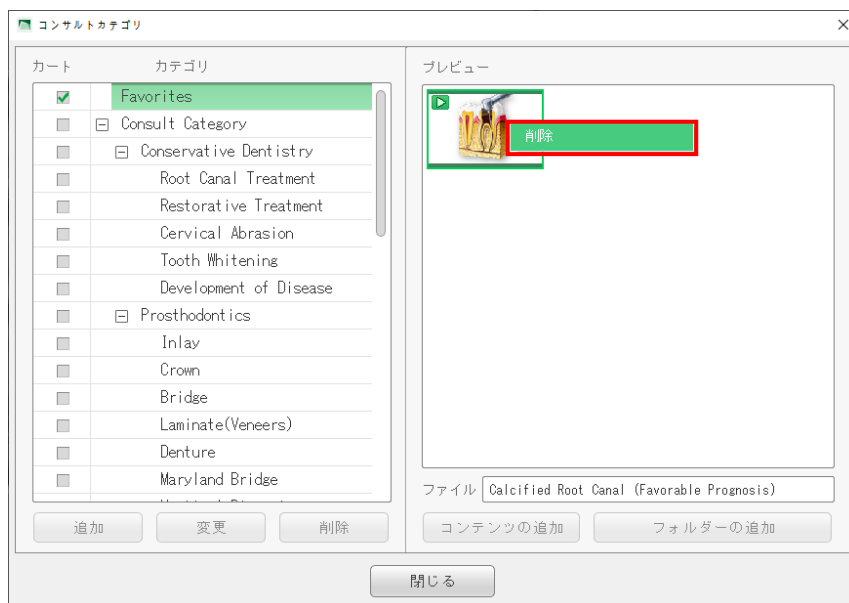 コンサルトカテゴリ
カート カテゴリ
Favorites
Consult Category
Conservative Dentistry
Root Canal Treatment
Restorative Treatment
Cervical Abrasion
Tooth Whitening
Development of Disease
Prosthodontics
Inlay
Crown
Bridge
Laminate(Veneers)
Denture
Maryland Bridge
追加 変更 削除
プレビュー
削除
ファイル Calcified Root Canal (Favorable Prognosis)
コンテンツの追加 フォルダーの追加
閉じる